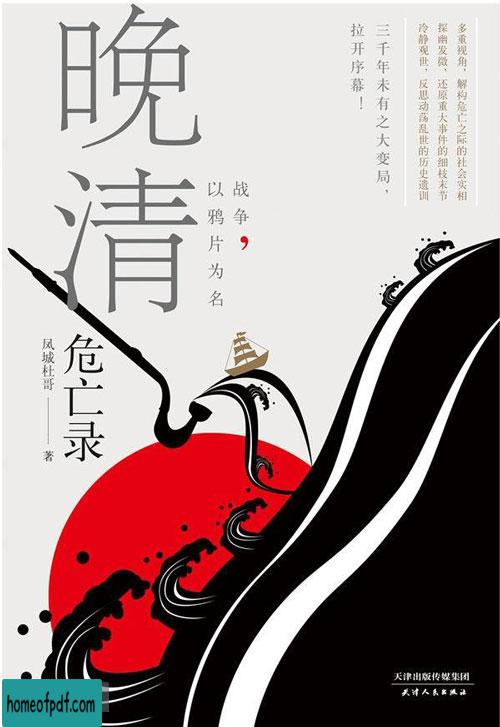 多重视角，解构危亡之际的社会实相
探幽发微，还原重大事件的细枝末节
冷静观世，反思动荡乱世的历史遗训
三千年未有之大变局，
拉开序幕！
晚清
战争，
以鸦片为名
危亡录
凤城杜哥 著
天津出版传媒集团
天津人民出版社
homeofpdf.com